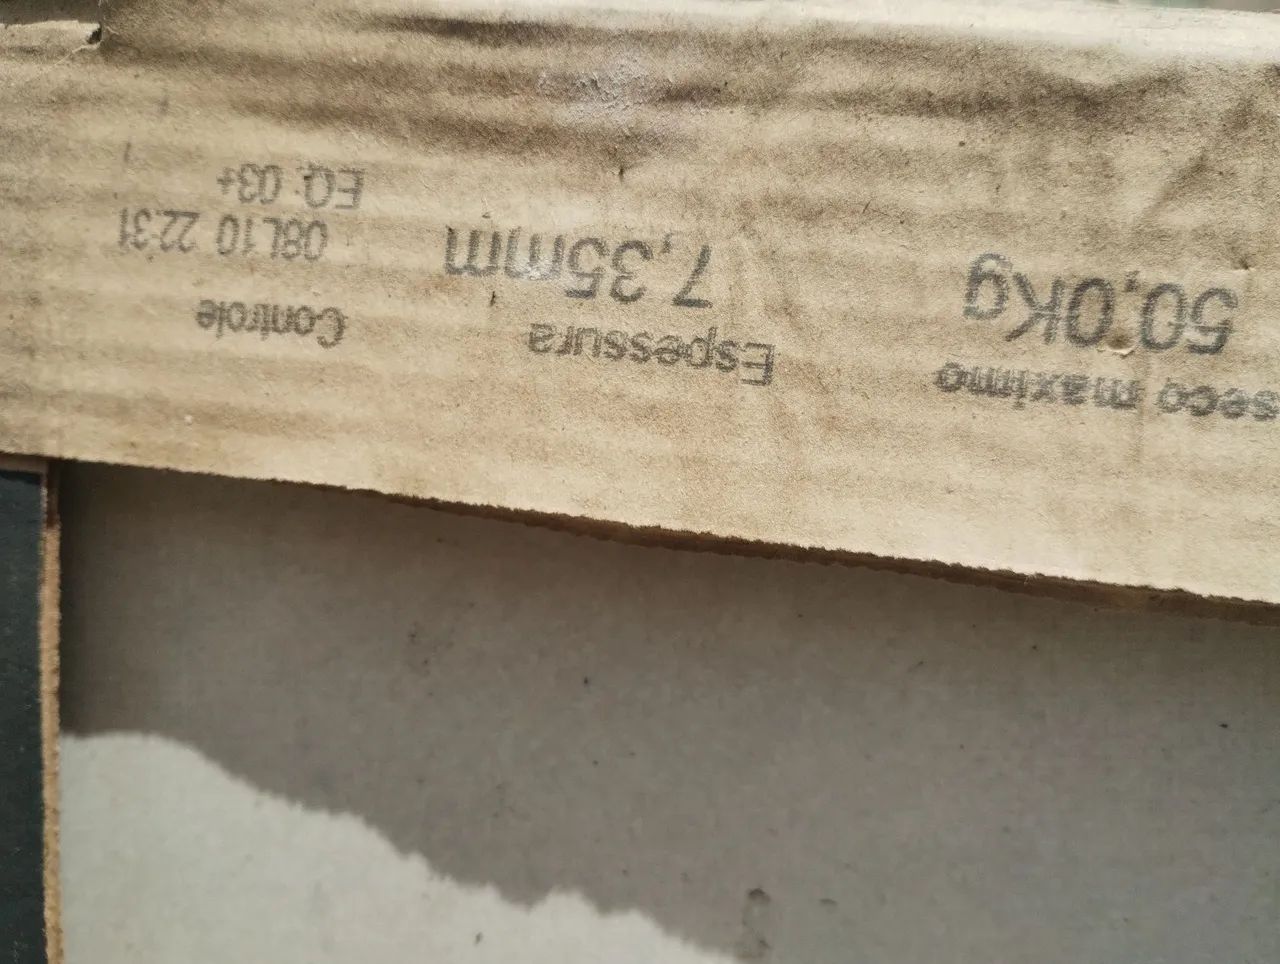 seco maximo
50,0Kg
Espessura
7,35mm
Controle
08L10 22:31
EQ: 03+